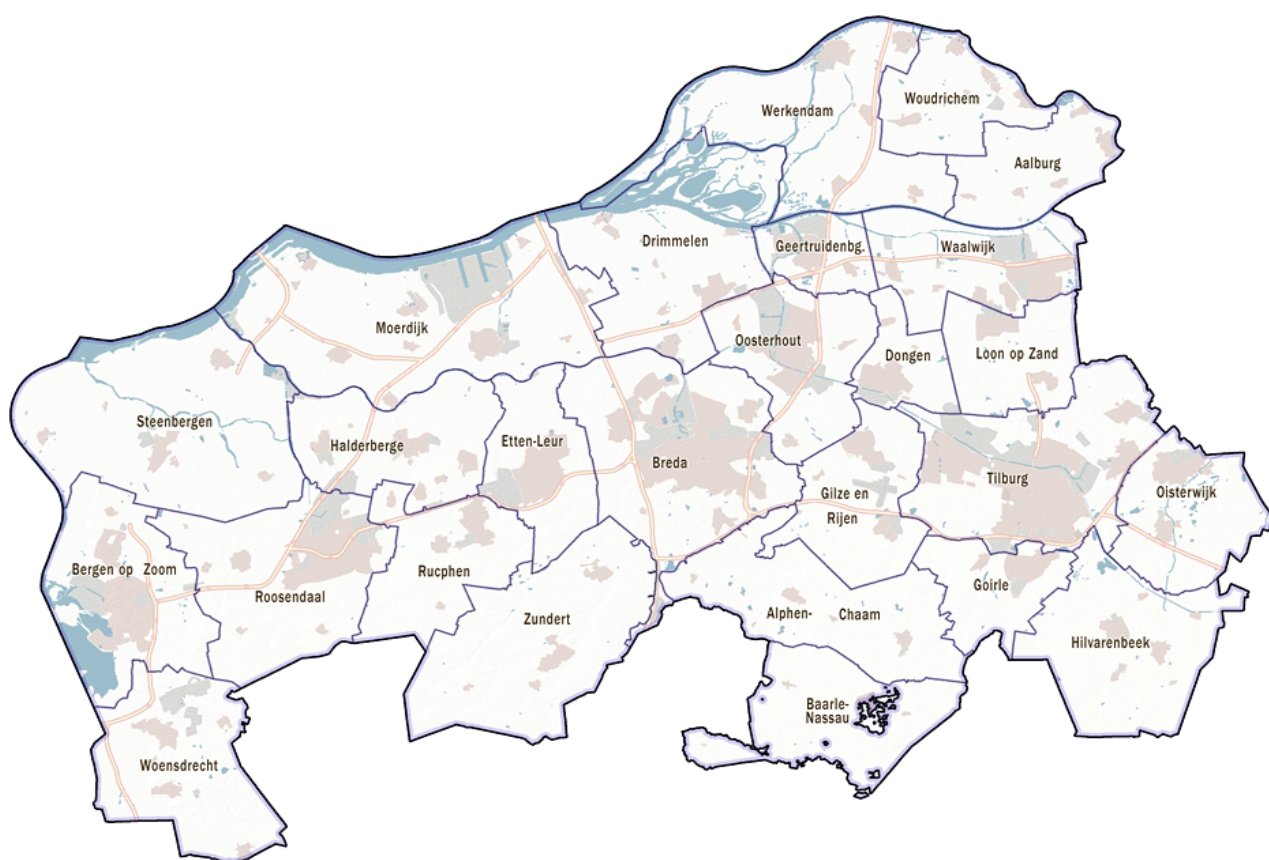 Woudrichem
Werkendam
Aalburg
Drimmelen
Geertruidenbg.
Waalwijk
Moerdijk
Oosterhout
Dongen
Loon op Zand
Steenbergen
Halderberge
Etten-Leur
Breda
Tilburg
Oisterwijk
Gilze en
Rijen
Bergen op Zoom
Roosendaal
Rucphen
Goirle
Zundert
Alphen- Chaam
Hilvarenbeek
Baarle-
Nassau
Woensdrecht